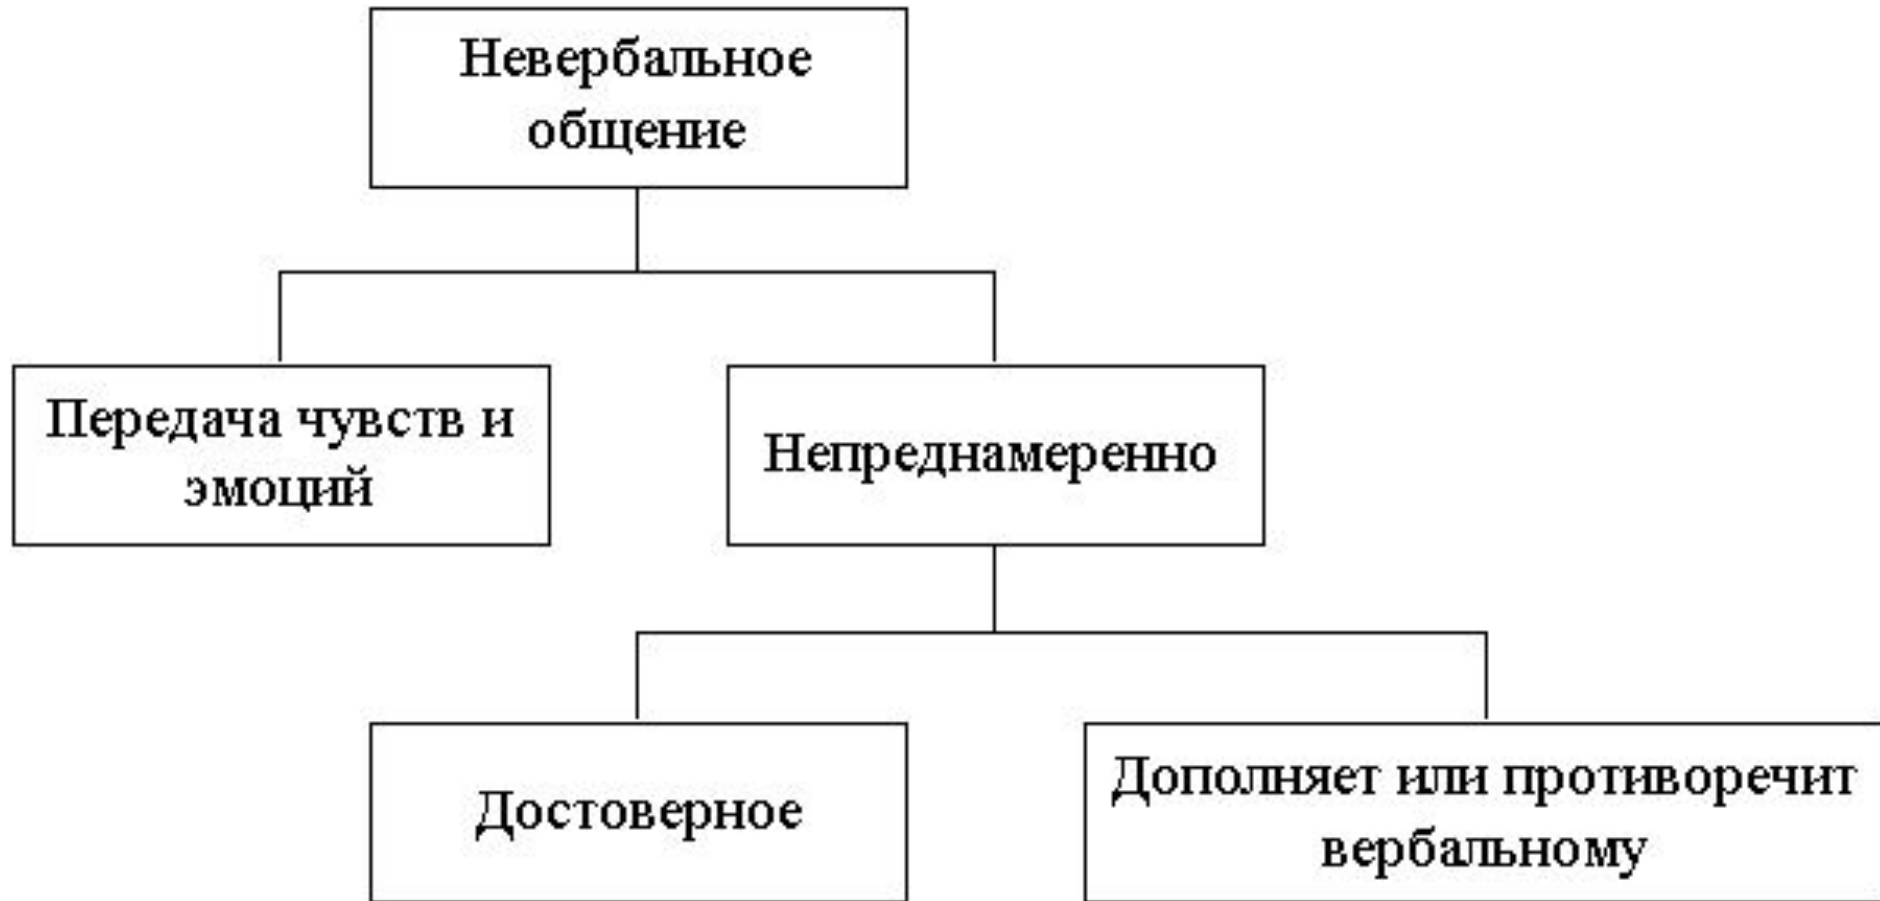 Невербальное
общение
Передача чувств и
эмоций
Непреднамеренно
Достоверное
Дополняет или противоречит
вербальному